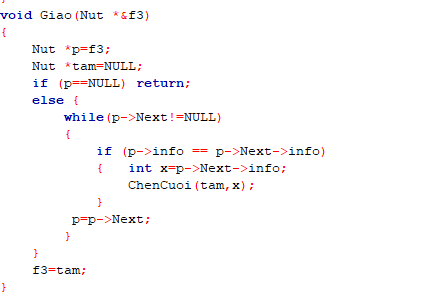 void Giao(Nut *&f3)
{
    Nut *p=f3;
    Nut *tam=NULL;
    if (p==NULL) return;
    else {
        while(p->Next!=NULL)
        {
            if (p->info == p->Next->info)
            {   int x=p->Next->info;
                ChenCuoi(tam,x);
            }
         p=p->Next;
        }
    }
    f3=tam;
}